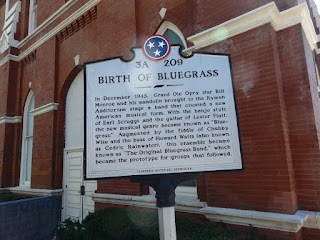 3A 209
BIRTH OF BLUEGRASS
In December 1945, Grand Ole Opry star Bill
Monroe and his mandolin brought to the Ryman
Auditorium stage a band that created a new
American musical form. With the banjo style
of Earl Scruggs and the guitar of Lester Flatt,
the new musical genre became known as "Blue-
grass." Augmented by the fiddle of Chubby
Wise and the bass of Howard Watts (also known
as Cedric Rainwater), this ensemble became
known as "The Original Bluegrass Band," which
became the prototype for groups that followed.